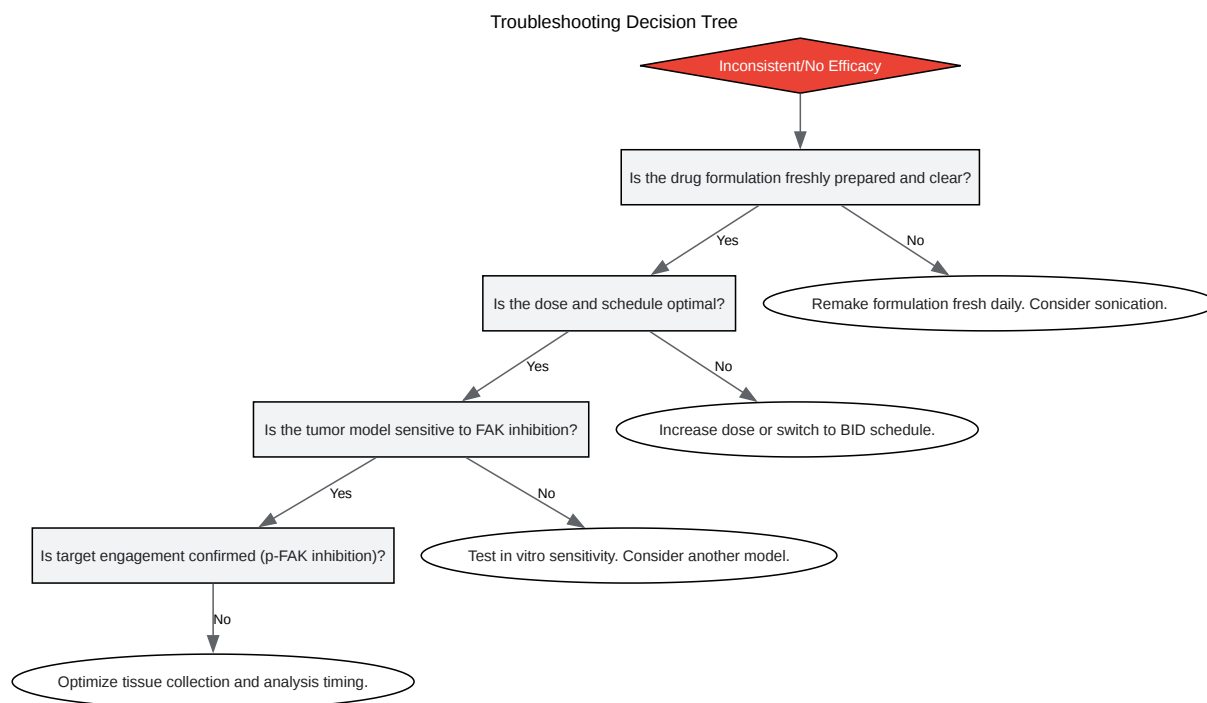 Troubleshooting Decision Tree
Inconsistent/No Efficacy
Is the drug formulation freshly prepared and clear?
Yes
No
Is the dose and schedule optimal?
Remake formulation fresh daily. Consider sonication.
Yes
No
Is the tumor model sensitive to FAK inhibition?
Increase dose or switch to BID schedule.
Yes
No
Is target engagement confirmed (p-FAK inhibition)?
Test in vitro sensitivity. Consider another model.
No
Optimize tissue collection and analysis timing.